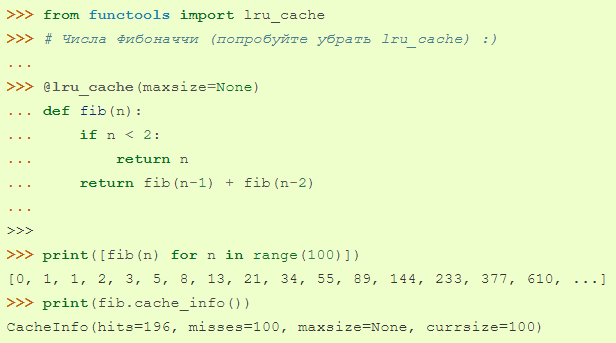 >>> from functools import lru_cache
>>> # Числа Фибоначчи (попробуйте убрать lru_cache) :)
...
>>> @lru_cache(maxsize=None)
... def fib(n):
...     if n < 2:
...         return n
...     return fib(n-1) + fib(n-2)
...
>>>
>>> print([fib(n) for n in range(100)])
[0, 1, 1, 2, 3, 5, 8, 13, 21, 34, 55, 89, 144, 233, 377, 610, ...]
>>> print(fib.cache_info())
CacheInfo(hits=196, misses=100, maxsize=None, currsize=100)